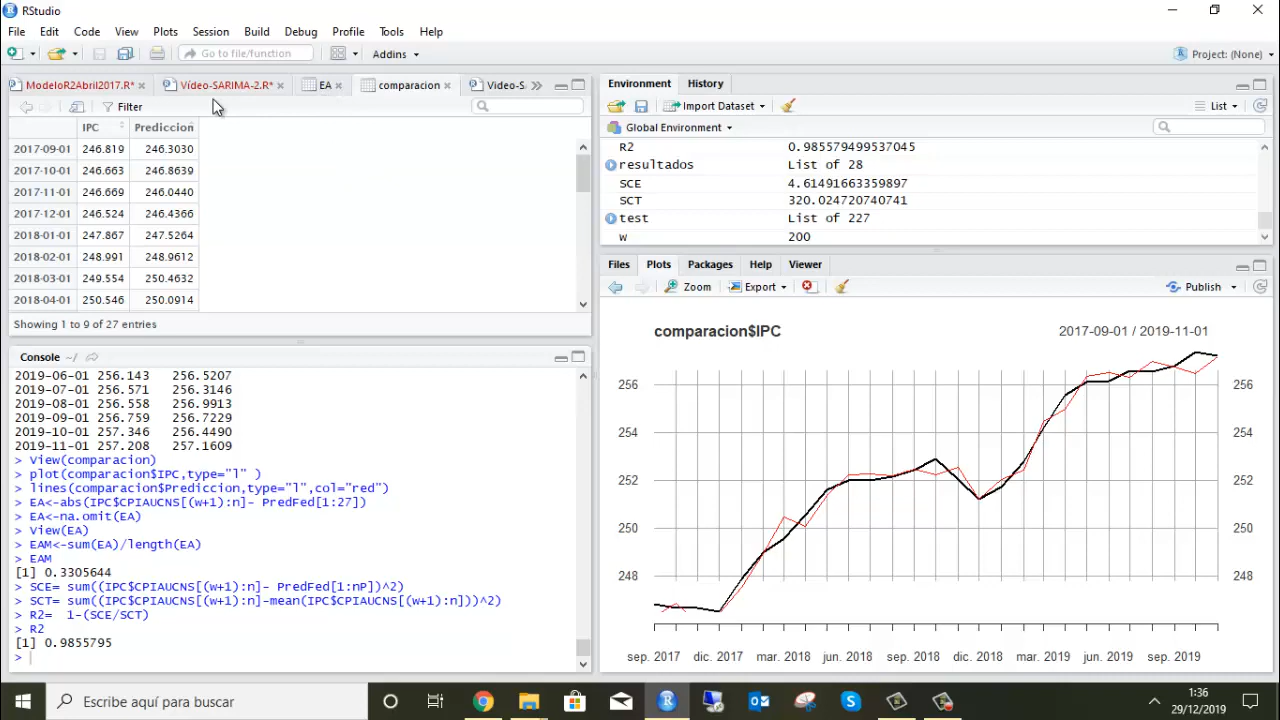 RStudio
File Edit Code View Plots Session Build Debug Profile Tools Help
Go to file/function Addins Project: (None)
ModeloR2Abril2017.R* Vídeo-SARIMA-2.R* EA comparacion Video-S
Filter
IPC Prediccion
2017-09-01 246.819 246.3030
2017-10-01 246.663 246.8639
2017-11-01 246.669 246.0440
2017-12-01 246.524 246.4366
2018-01-01 247.867 247.5264
2018-02-01 248.991 248.9612
2018-03-01 249.554 250.4632
2018-04-01 250.546 250.0914
Showing 1 to 9 of 27 entries
Console ~/
2019-06-01 256.143 256.5207
2019-07-01 256.571 256.3146
2019-08-01 256.558 256.9913
2019-09-01 256.759 256.7229
2019-10-01 257.346 256.4490
2019-11-01 257.208 257.1609
> View(comparacion)
> plot(comparacion$IPC,type="l" )
> lines(comparacion$Prediccion,type="l",col="red")
> EA<-abs(IPC$CPIAUCNS[(w+1):n]- PredFed[1:27])
> EA<-na.omit(EA)
> View(EA)
> EAM<-sum(EA)/length(EA)
> EAM
[1] 0.3305644
> SCE= sum((IPC$CPIAUCNS[(w+1):n]- PredFed[1:nP])^2)
> SCT= sum((IPC$CPIAUCNS[(w+1):n]-mean(IPC$CPIAUCNS[(w+1):n]))^2)
> R2=  1-(SCE/SCT)
> R2
[1] 0.9855795
>
Environment History
Import Dataset List
Global Environment
R2 0.985579499537045
resultados List of 28
SCE 4.61491663359897
SCT 320.024720740741
test List of 227
w 200
Files Plots Packages Help Viewer
Zoom Export Publish
comparacion$IPC 2017-09-01 / 2019-11-01
256 256
254 254
252 252
250 250
248 248
sep. 2017 dic. 2017 mar. 2018 jun. 2018 sep. 2018 dic. 2018 mar. 2019 jun. 2019 sep. 2019
Escribe aquí para buscar
1:36
29/12/2019